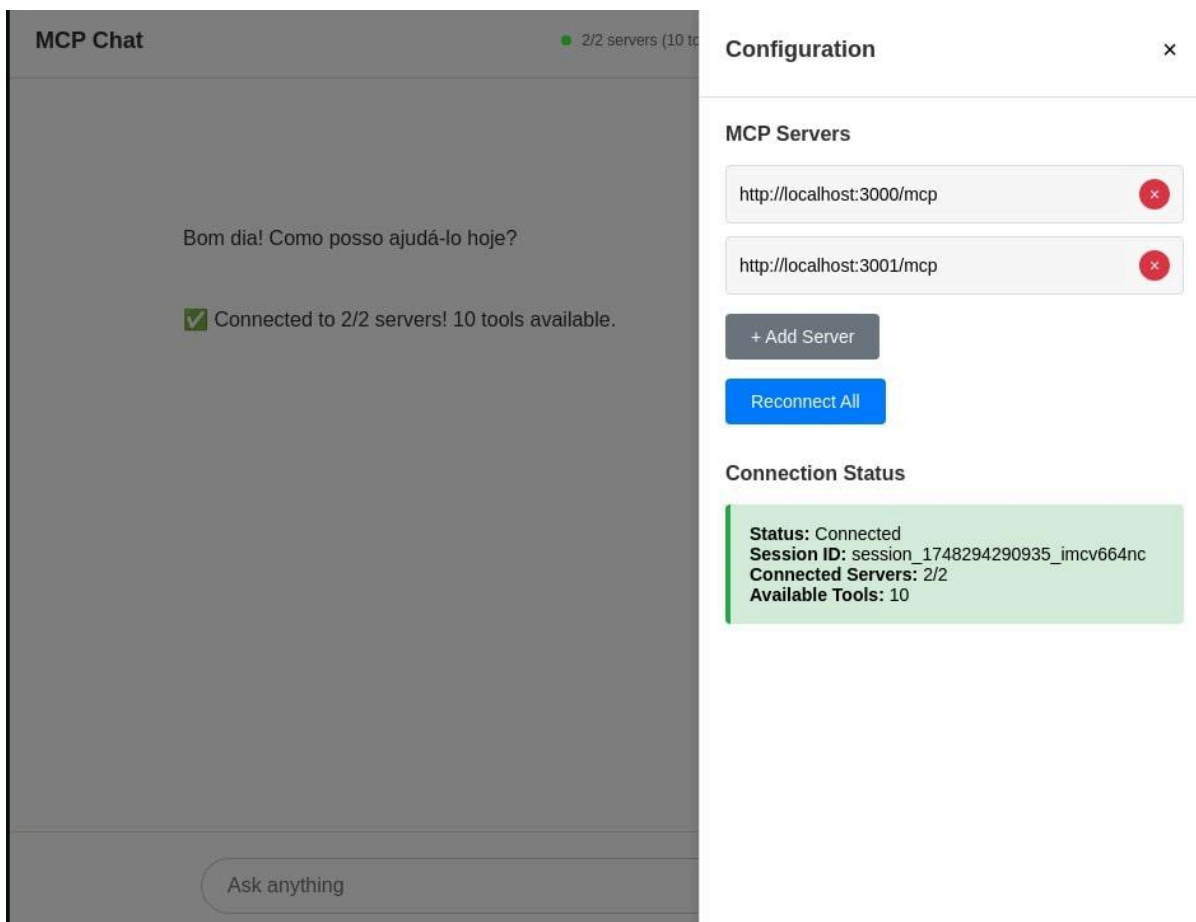 MCP Chat
2/2 servers (10 to
Bom dia! Como posso ajudá-lo hoje?
✅ Connected to 2/2 servers! 10 tools available.
Ask anything
Configuration ×
MCP Servers
http://localhost:3000/mcp ×
http://localhost:3001/mcp ×
+ Add Server
Reconnect All
Connection Status
Status: Connected
Session ID: session_1748294290935_imcv664nc
Connected Servers: 2/2
Available Tools: 10